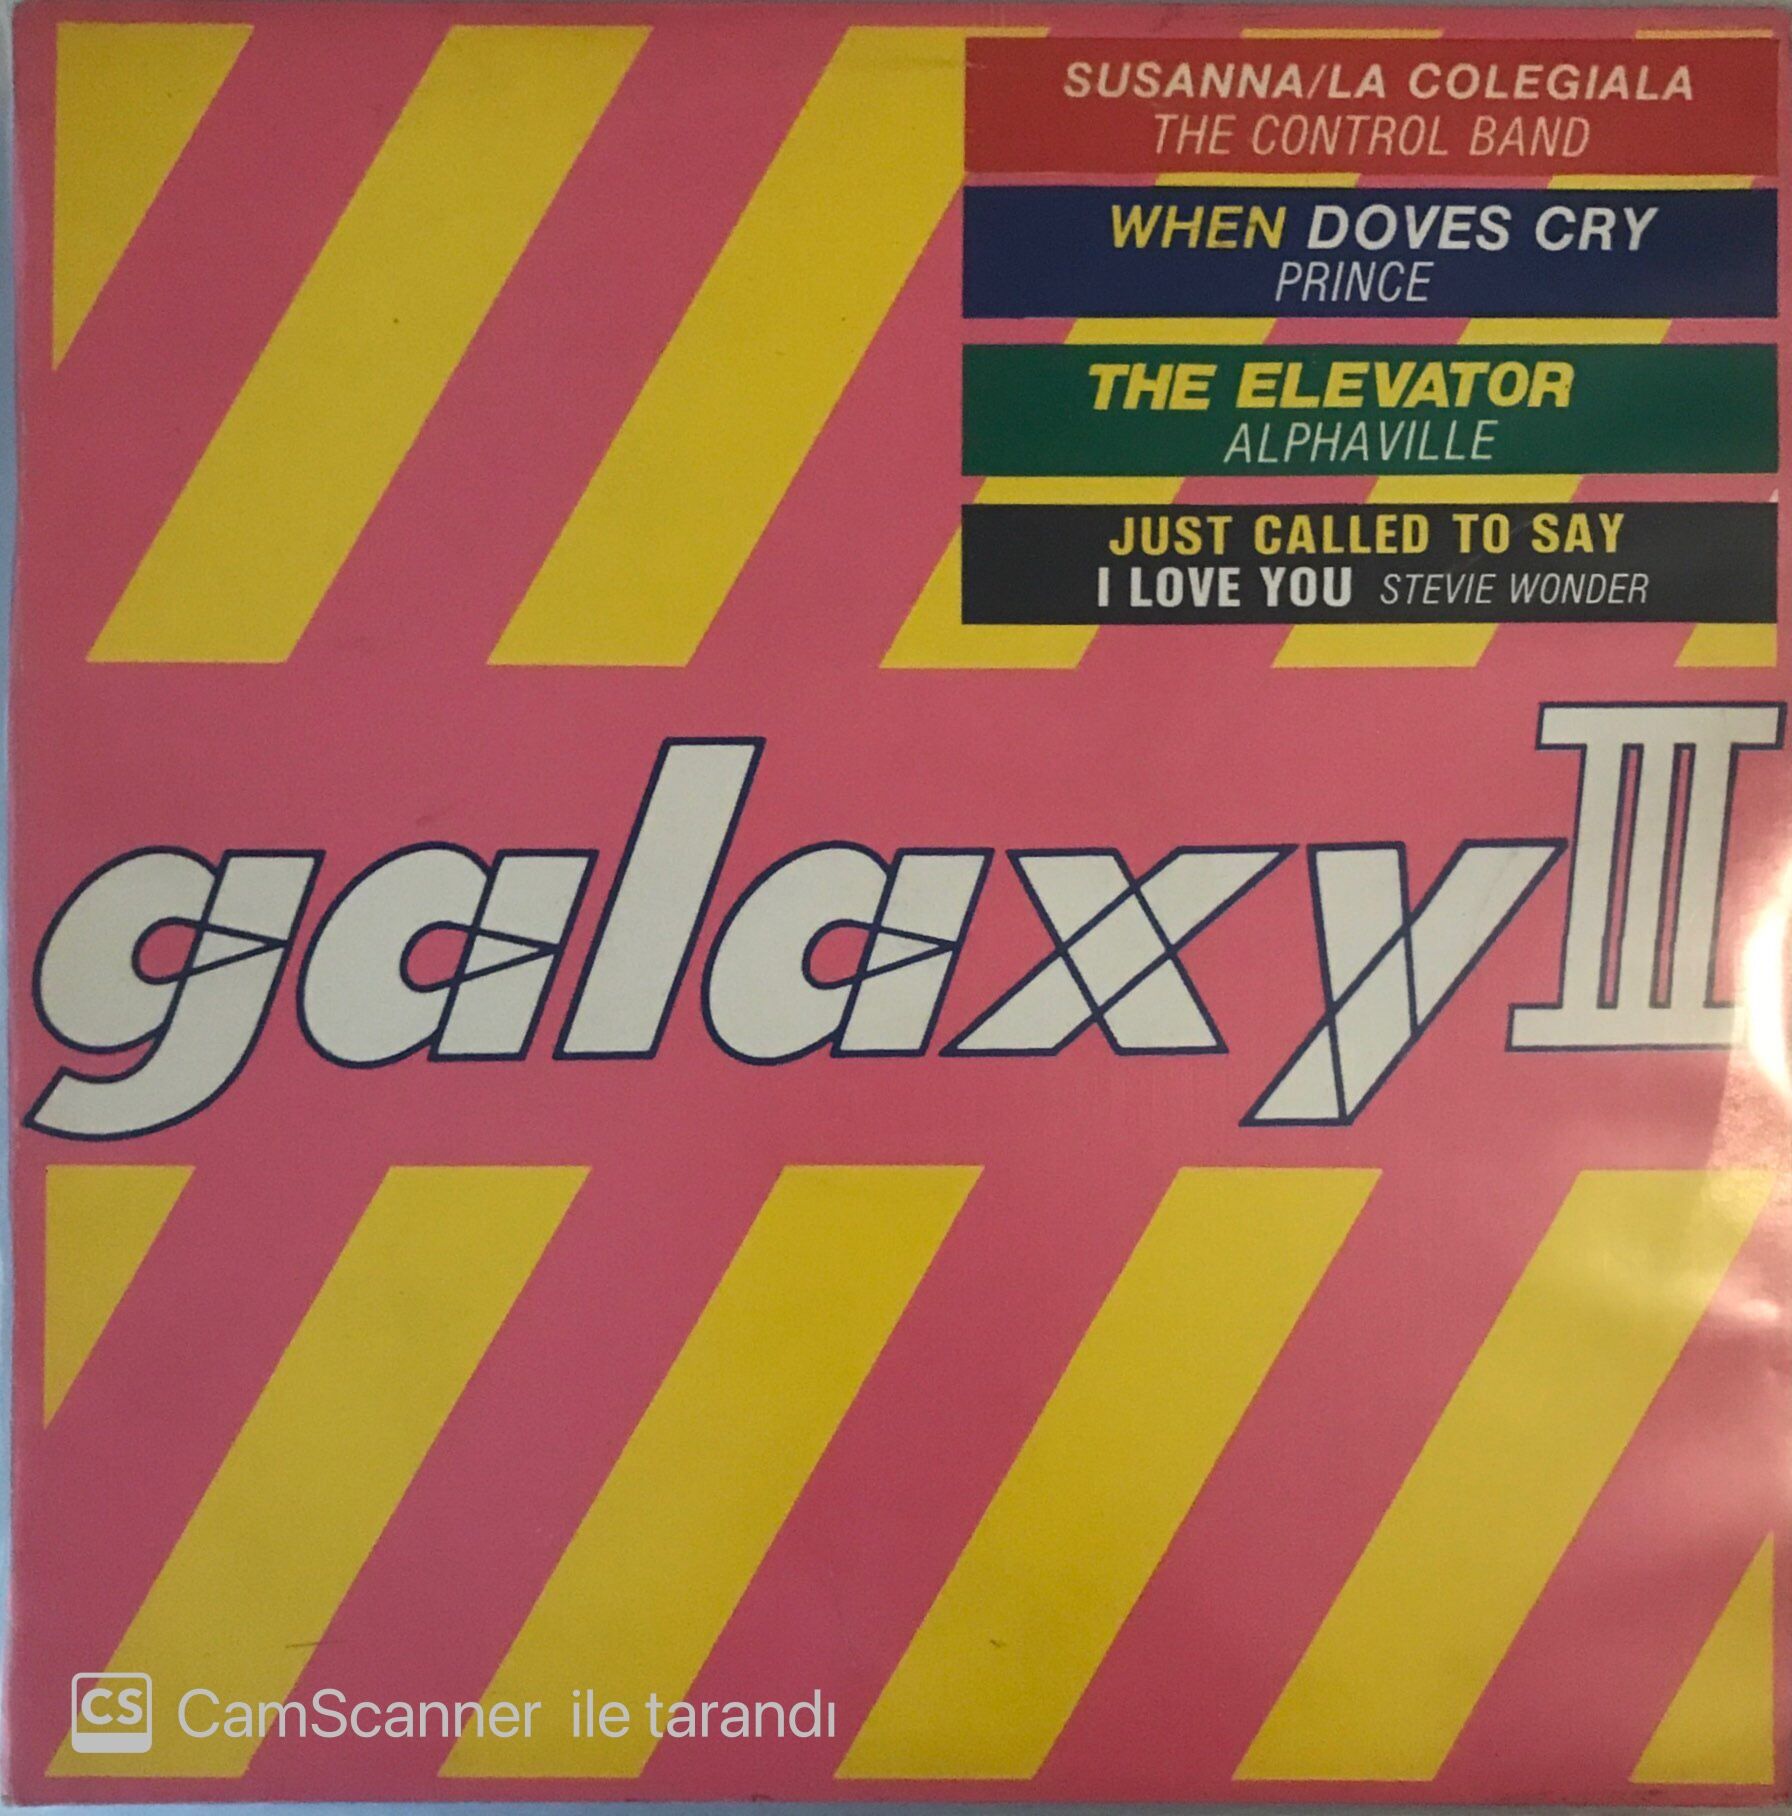 SUSANNA/LA COLEGIALA
THE CONTROL BAND
WHEN DOVES CRY
PRINCE
THE ELEVATOR
ALPHAVILLE
JUST CALLED TO SAY
I LOVE YOU STEVIE WONDER
galaxy III
CS CamScanner ile tarandı